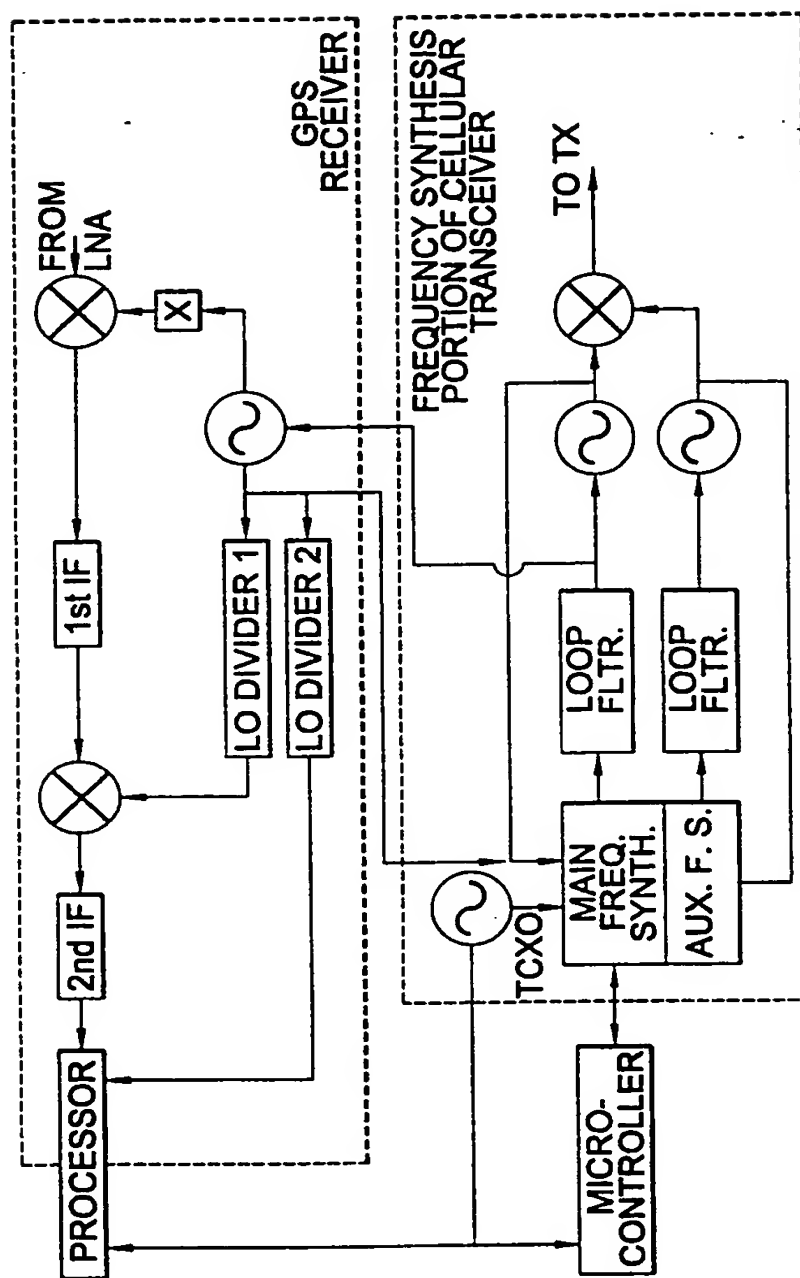 FROM
LNA
X
GPS
RECEIVER
1st IF
2nd IF
PROCESSOR
LO DIVIDER 1
LO DIVIDER 2
FREQUENCY SYNTHESIS
PORTION OF CELLULAR
TRANSCEIVER
TO TX
LOOP
FLTR.
LOOP
FLTR.
TCXO
MAIN
FREQ.
SYNTH.
AUX. F. S.
MICRO-
CONTROLLER